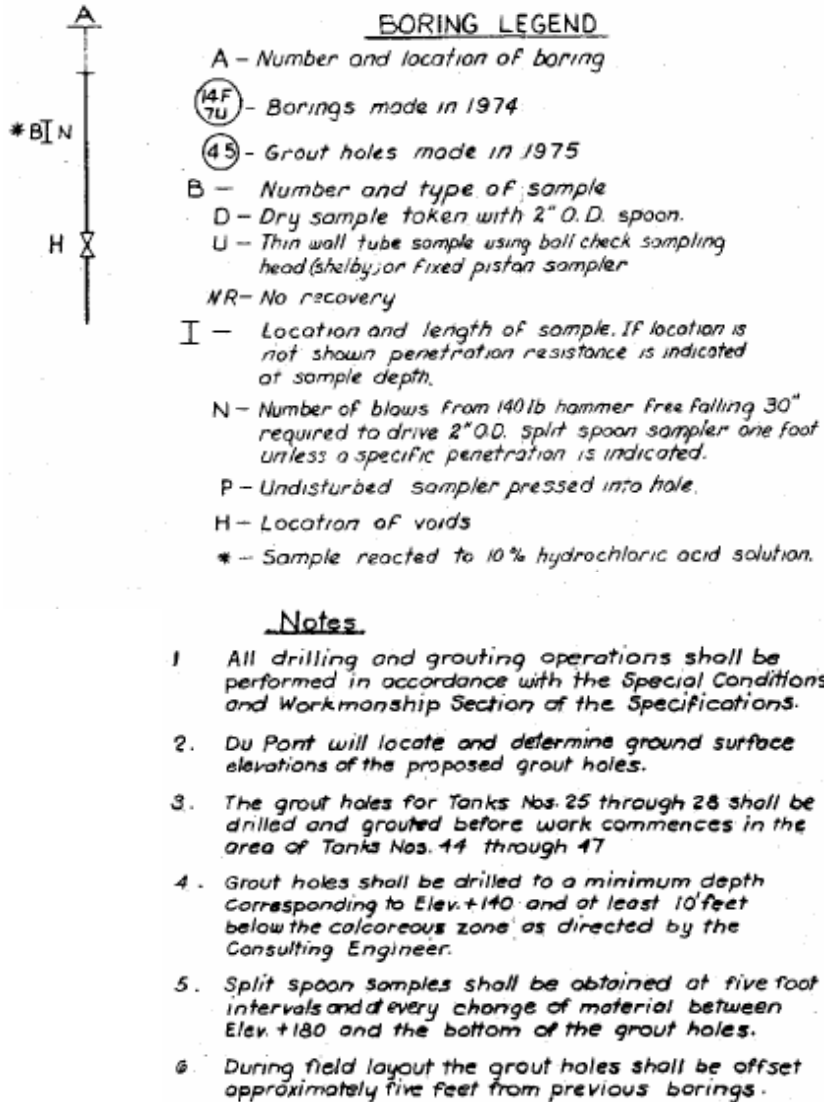 A
BORING LEGEND
A - Number and location of boring
14F
7U - Borings made in 1974
*B N
45 - Grout holes made in 1975
B - Number and type of sample
D - Dry sample taken with 2" O.D. spoon.
U - Thin wall tube sample using ball check sampling
head (shelby) or fixed pistan sampler
H
NR - No recovery
I - Location and length of sample. If location is
not shown penetration resistance is indicated
at sample depth.
N - Number of blows from 140 lb hammer free falling 30"
required to drive 2" O.D. split spoon sampler one foot
unless a specific penetration is indicated.
P - Undisturbed sampler pressed into hole.
H - Location of voids
* - Sample reacted to 10% hydrochloric acid solution.
Notes
1 All drilling and grouting operations shall be
performed in accordance with the Special Conditions
and Workmanship Section of the Specifications.
2. Du Pont will locate and determine ground surface
elevations of the proposed grout holes.
3. The grout holes for Tanks Nos. 25 through 28 shall be
drilled and grouted before work commences in the
area of Tanks Nos. 44 through 47
4. Grout holes shall be drilled to a minimum depth
corresponding to Elev. +140 and at least 10 feet
below the calcareous zone as directed by the
Consulting Engineer.
5. Split spoon samples shall be obtained at five foot
intervals and at every change of material between
Elev. +180 and the bottom of the grout holes.
6 During field layout the grout holes shall be offset
approximately five feet from previous borings.